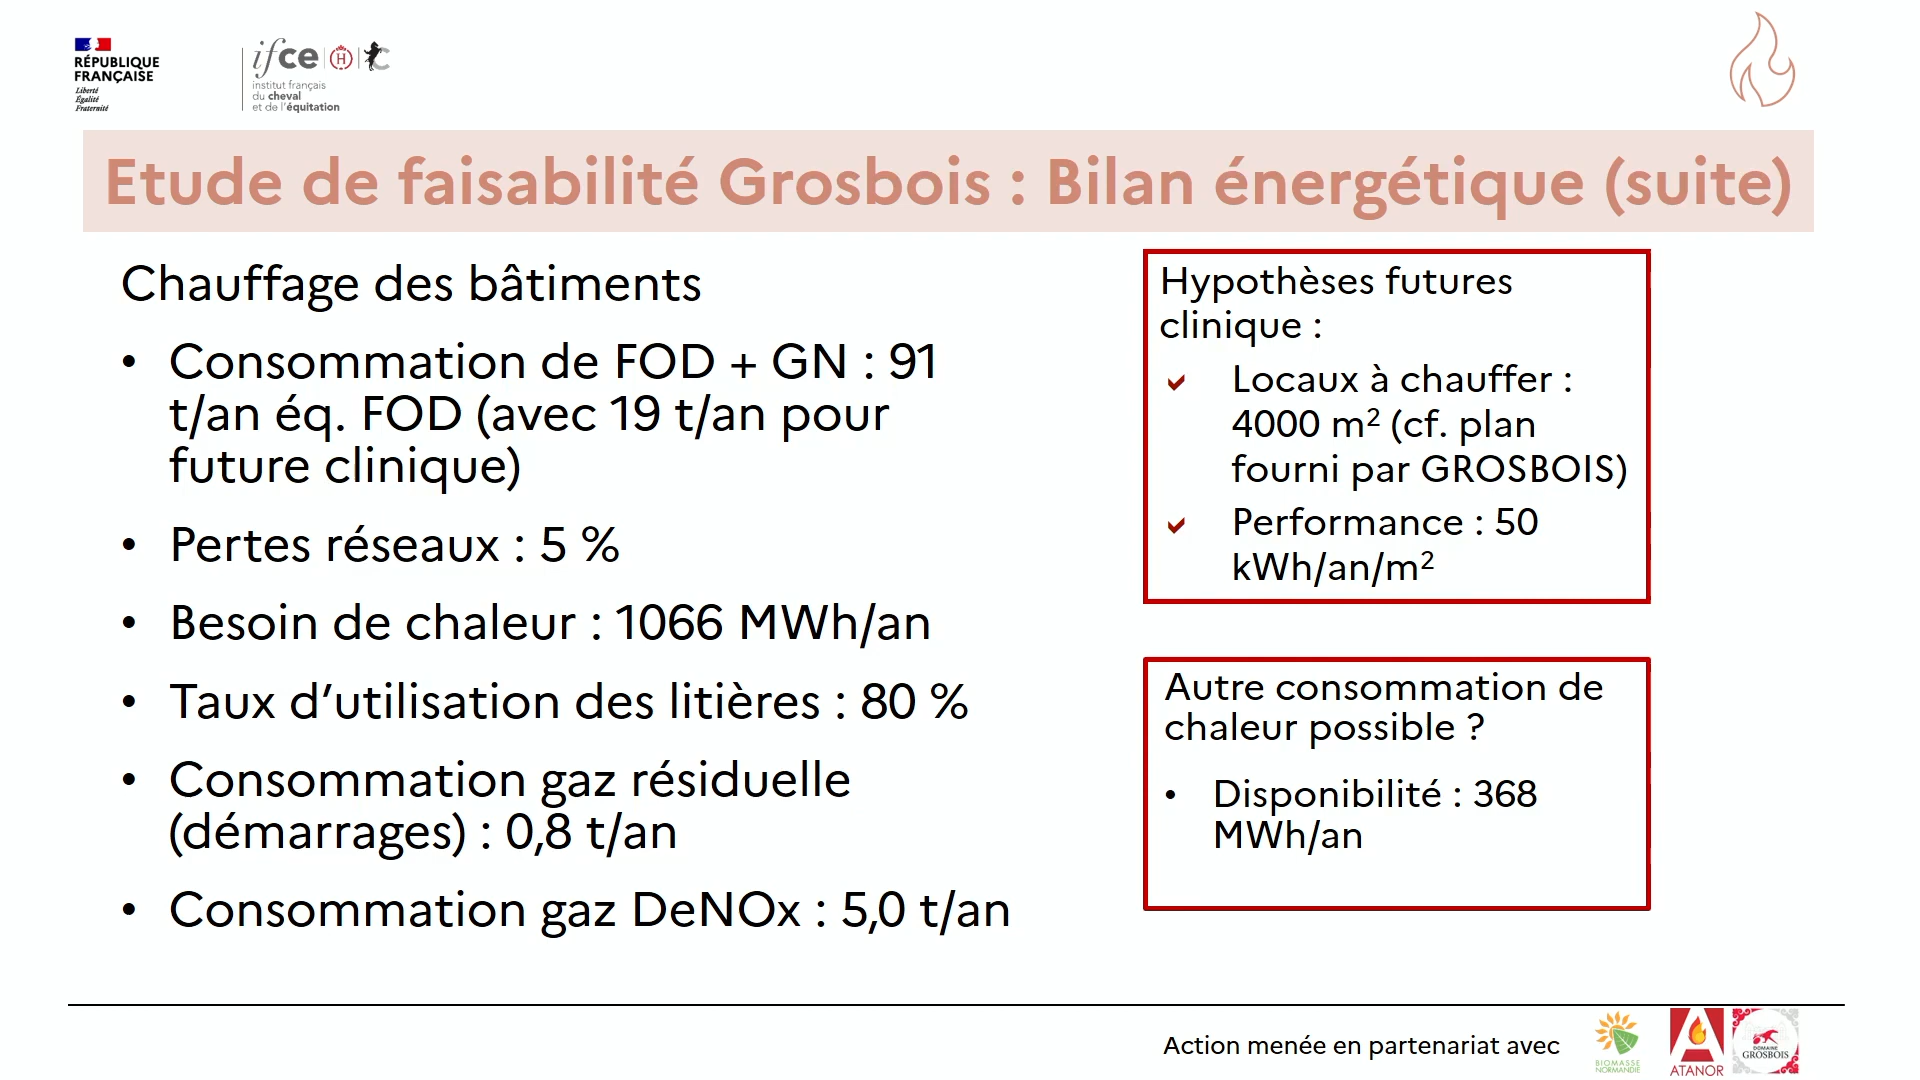 RÉPUBLIQUE
FRANÇAISE
Liberté
Égalité
Fraternité
ifce H
institut français
du cheval
et de l'équitation
Etude de faisabilité Grosbois : Bilan énergétique (suite)
Chauffage des bâtiments
• Consommation de FOD + GN : 91
t/an éq. FOD (avec 19 t/an pour
future clinique)
• Pertes réseaux : 5 %
• Besoin de chaleur : 1066 MWh/an
• Taux d’utilisation des litières : 80 %
• Consommation gaz résiduelle
(démarrages) : 0,8 t/an
• Consommation gaz DeNOx : 5,0 t/an
Hypothèses futures
clinique :
Locaux à chauffer :
4000 m² (cf. plan
fourni par GROSBOIS)
Performance : 50
kWh/an/m²
Autre consommation de
chaleur possible ?
• Disponibilité : 368
MWh/an
Action menée en partenariat avec
BIOMASSE
NORMANDIE
ATANOR
DOMAINE
GROSBOIS